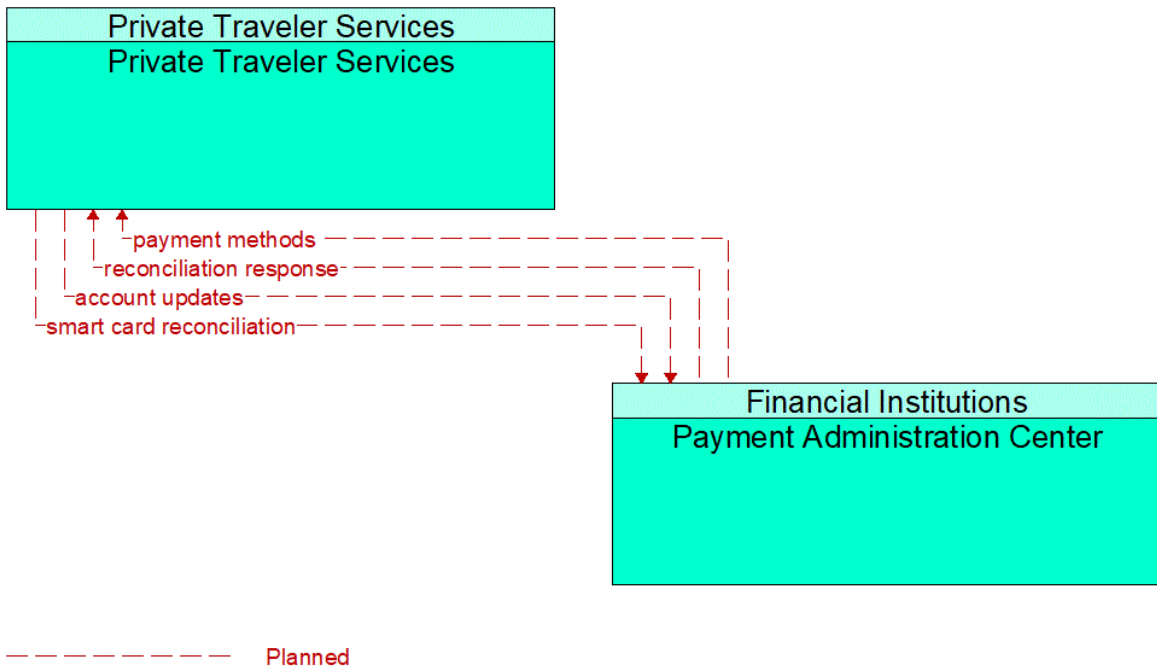 Private Traveler Services
Private Traveler Services
payment methods
reconciliation response
account updates
smart card reconciliation
Financial Institutions
Payment Administration Center
Planned